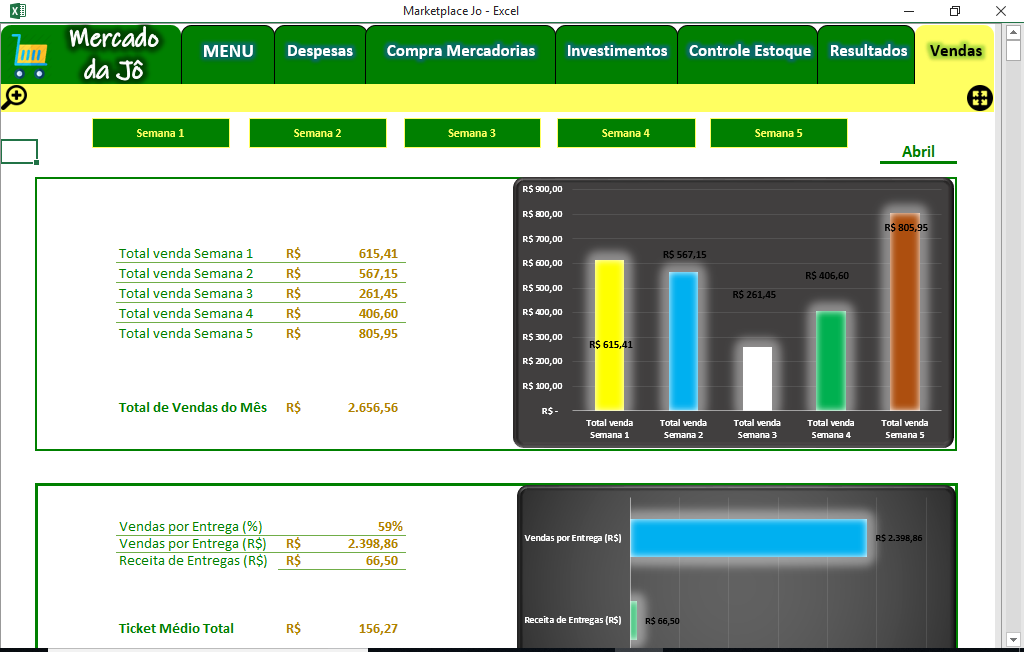 Marketplace Jo - Excel
Mercado
da Jô
MENU
Despesas
Compra Mercadorias
Investimentos
Controle Estoque
Resultados
Vendas
Semana 1
Semana 2
Semana 3
Semana 4
Semana 5
Abril
Total venda Semana 1 R$ 615,41
Total venda Semana 2 R$ 567,15
Total venda Semana 3 R$ 261,45
Total venda Semana 4 R$ 406,60
Total venda Semana 5 R$ 805,95
Total de Vendas do Mês R$ 2.656,56
R$ 900,00
R$ 800,00
R$ 700,00
R$ 600,00
R$ 500,00
R$ 400,00
R$ 300,00
R$ 200,00
R$ 100,00
R$ -
R$ 615,41
R$ 567,15
R$ 261,45
R$ 406,60
R$ 805,95
Total venda
Semana 1
Total venda
Semana 2
Total venda
Semana 3
Total venda
Semana 4
Total venda
Semana 5
Vendas por Entrega (%) 59%
Vendas por Entrega (R$) R$ 2.398,86
Receita de Entregas (R$) R$ 66,50
Ticket Médio Total R$ 156,27
Vendas por Entrega (R$)
R$ 2.398,86
Receita de Entregas (R$)
R$ 66,50